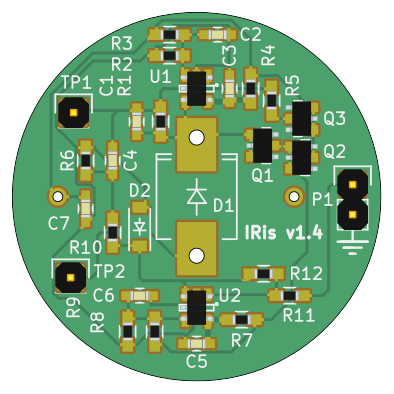 R3
C2
R2
C3
R4
U1
TP1
C1
R1
R5
Q3
R6
C4
Q2
Q1
D2
P1
D1
C7
IRis v1.4
R10
TP2
R12
C6
U2
R9
R8
R11
R7
C5